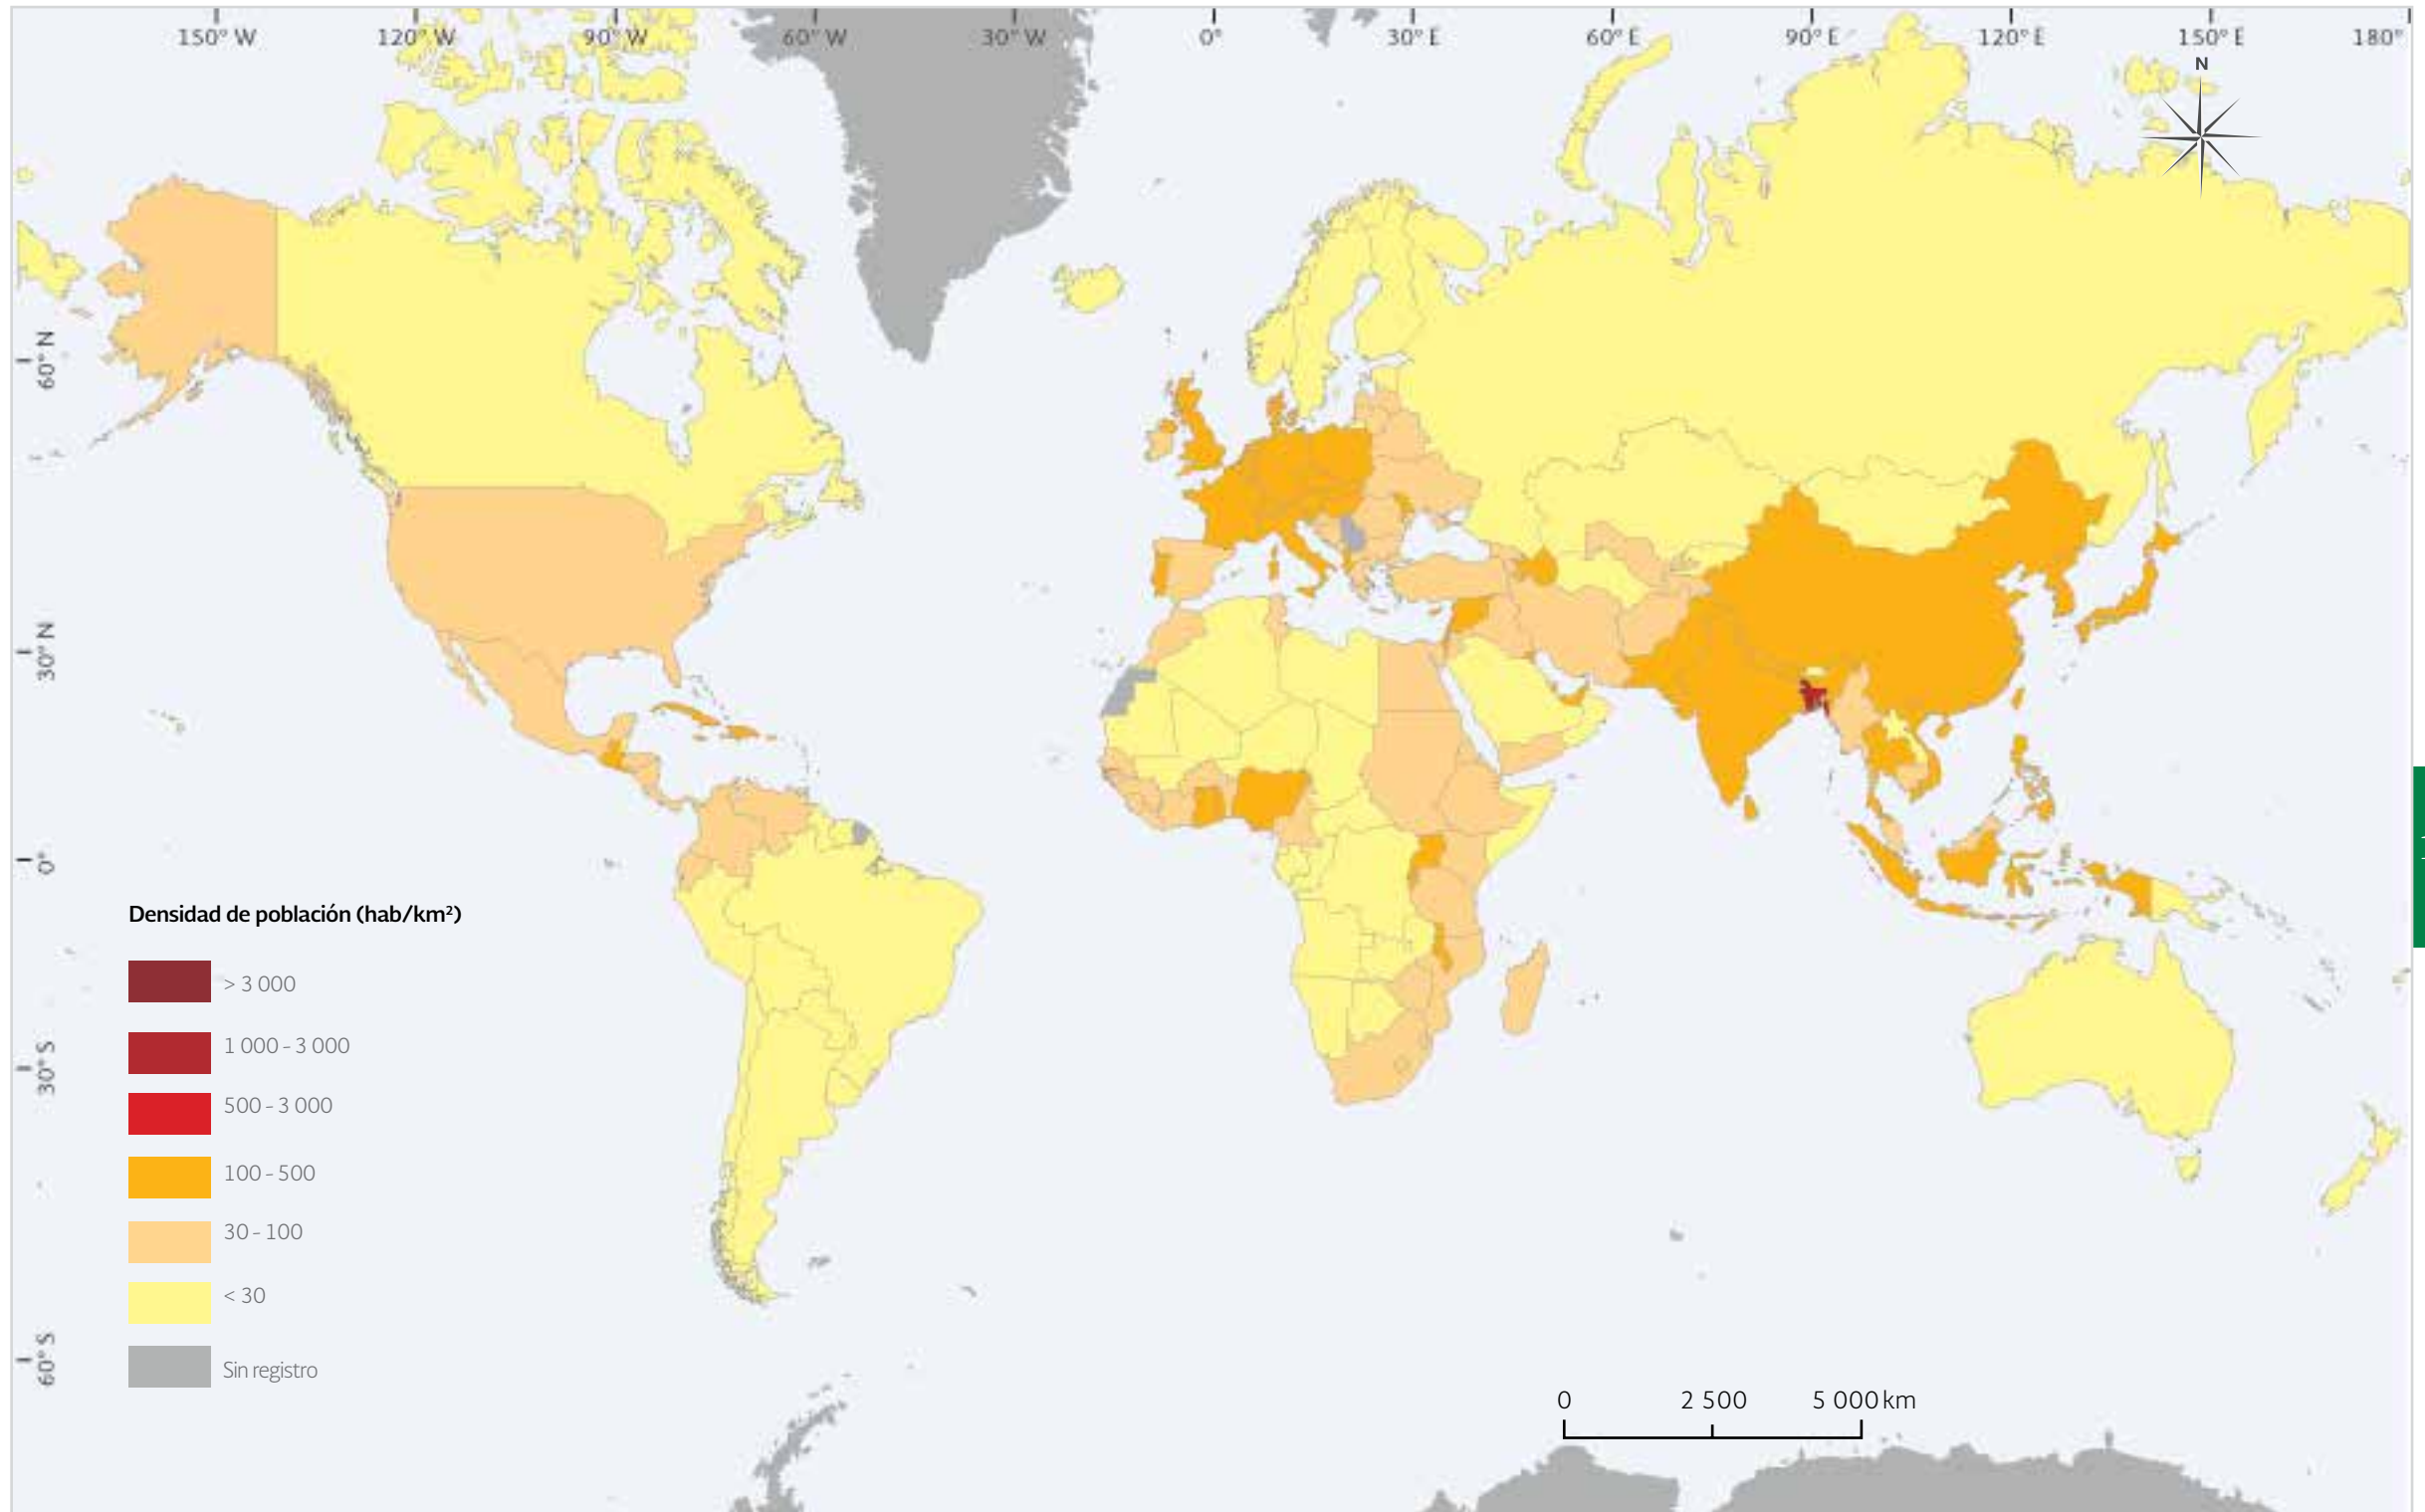 150° W 120° W 90° W 60° W 30° W 0° 30° E 60° E 90° E 120° E 150° E 180°
N
60° N
30° N
0°
30° S
60° S
Densidad de población (hab/km²)
> 3 000
1 000 - 3 000
500 - 3 000
100 - 500
30 - 100
< 30
Sin registro
0 2 500 5 000 km